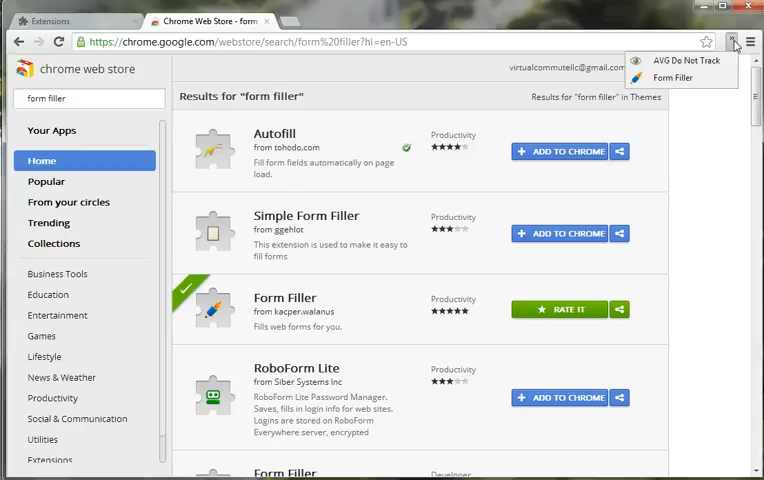 Extensions
Chrome Web Store - form
https://chrome.google.com/webstore/search/form%20filler?hl=en-US
AVG Do Not Track
Form Filler
chrome web store
virtualcommutellc@gmail.com
form filler
Results for "form filler"
Results for "form filler" in Themes
Your Apps
Home
Popular
From your circles
Trending
Collections
Business Tools
Education
Entertainment
Games
Lifestyle
News & Weather
Productivity
Social & Communication
Utilities
Extensions
Autofill
from tohodo.com
Fill form fields automatically on page
load.
Productivity
ADD TO CHROME
Simple Form Filler
from ggehlot
This extension is used to make it easy to
fill forms
Productivity
ADD TO CHROME
Form Filler
from kacper.walanus
Fills web forms for you.
Productivity
RATE IT
RoboForm Lite
from Siber Systems Inc
RoboForm Lite Password Manager.
Saves, fills in login info for web sites.
Logins are stored on RoboForm
Everywhere server, encrypted
Productivity
ADD TO CHROME
Form Filler
Developer